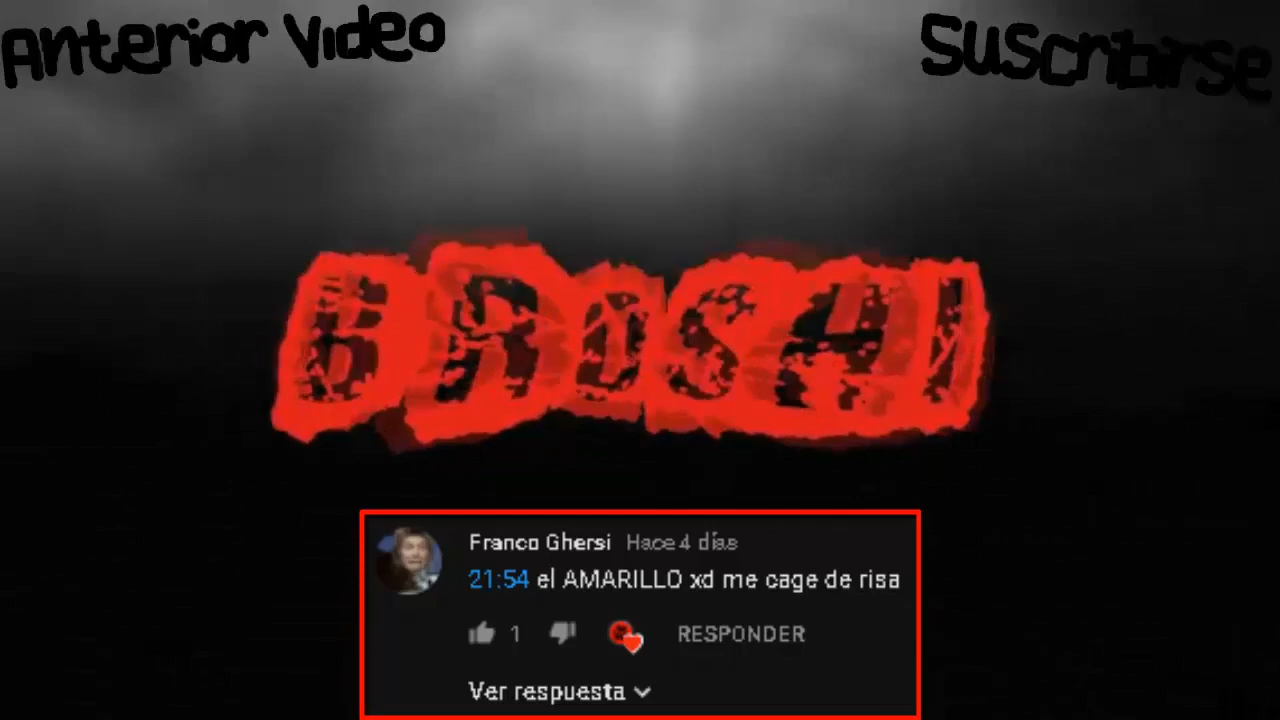 Anterior Video
Suscribirse
BROSHI
Franco Ghersi Hace 4 días
21:54 el AMARILLO xd me cage de risa
1
RESPONDER
Ver respuesta